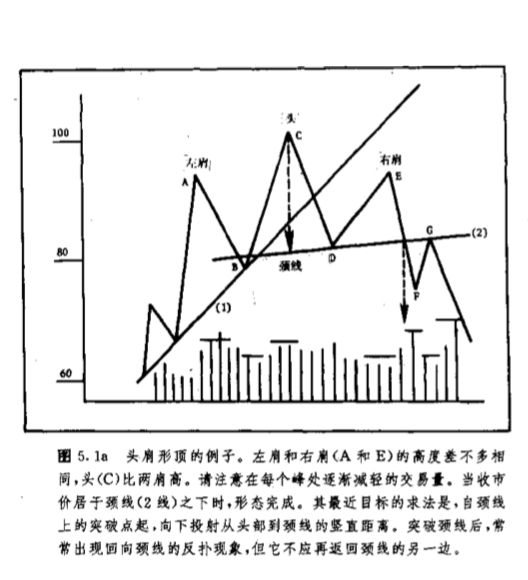 100
80
60
头
C
左肩
A
右肩
E
B
颈线
D
G
(2)
F
(1)
图 5.1a 头肩形顶的例子。左肩和右肩(A 和 E)的高度差不多相
同,头(C)比两肩高。请注意在每个峰处逐渐减轻的交易量。当收市
价居于颈线(2 线)之下时,形态完成。其最近目标的求法是,自颈线
上的突破点起,向下投射从头部到颈线的竖直距离。突破颈线后,常
常出现回向颈线的反扑现象,但它不应再返回颈线的另一边。